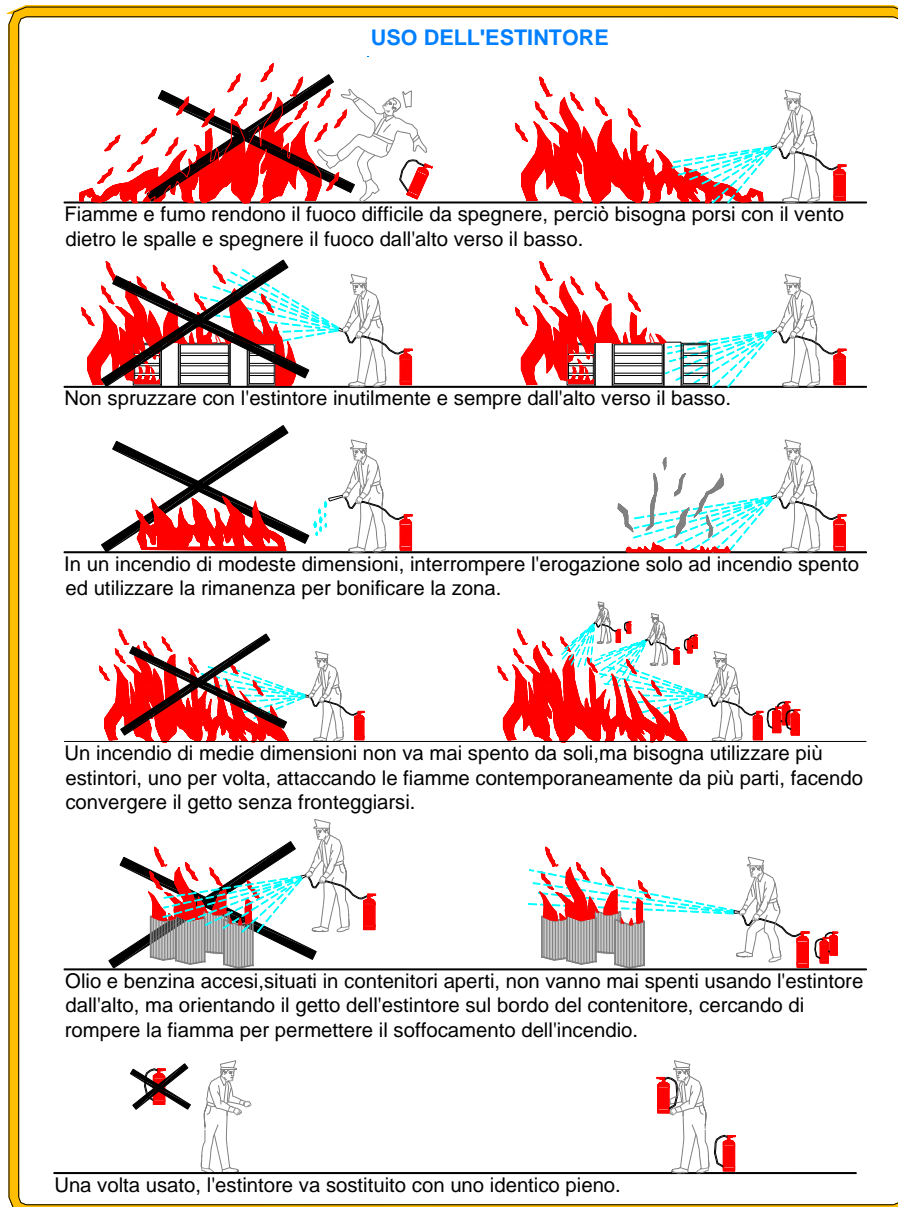 USO DELL'ESTINTORE
Fiamme e fumo rendono il fuoco difficile da spegnere, perciò bisogna porsi con il vento
dietro le spalle e spegnere il fuoco dall'alto verso il basso.
Non spruzzare con l'estintore inutilmente e sempre dall'alto verso il basso.
In un incendio di modeste dimensioni, interrompere l'erogazione solo ad incendio spento
ed utilizzare la rimanenza per bonificare la zona.
Un incendio di medie dimensioni non va mai spento da soli,ma bisogna utilizzare più
estintori, uno per volta, attaccando le fiamme contemporaneamente da più parti, facendo
convergere il getto senza fronteggiarsi.
Olio e benzina accesi,situati in contenitori aperti, non vanno mai spenti usando l'estintore
dall'alto, ma orientando il getto dell'estintore sul bordo del contenitore, cercando di
rompere la fiamma per permettere il soffocamento dell'incendio.
Una volta usato, l'estintore va sostituito con uno identico pieno.